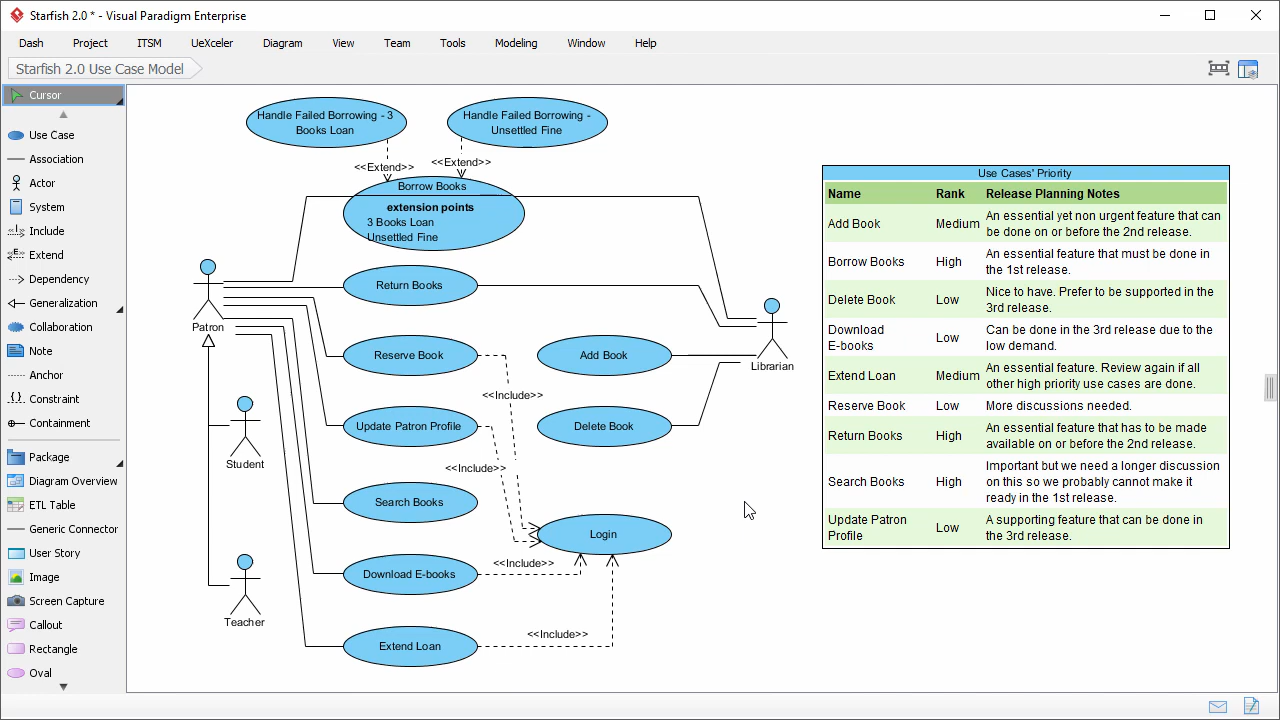 Starfish 2.0 * - Visual Paradigm Enterprise
Dash Project ITSM UeXceler Diagram View Team Tools Modeling Window Help
Starfish 2.0 Use Case Model
Cursor
Use Case
Association
Actor
System
Include
Extend
Dependency
Generalization
Collaboration
Note
Anchor
Constraint
Containment
Package
Diagram Overview
ETL Table
Generic Connector
User Story
Image
Screen Capture
Callout
Rectangle
Oval
Handle Failed Borrowing - 3
Books Loan
Handle Failed Borrowing -
Unsettled Fine
<<Extend>>
<<Extend>>
Borrow Books
extension points
3 Books Loan
Unsettled Fine
Return Books
Patron
Reserve Book
Add Book
Librarian
<<Include>>
Update Patron Profile
Delete Book
Student
<<Include>>
Search Books
Login
<<Include>>
Download E-books
Teacher
<<Include>>
Extend Loan
Use Cases' Priority
Name Rank Release Planning Notes
Add Book Medium An essential yet non urgent feature that can
be done on or before the 2nd release.
Borrow Books High An essential feature that must be done in
the 1st release.
Delete Book Low Nice to have. Prefer to be supported in the
3rd release.
Download
E-books Low Can be done in the 3rd release due to the
low demand.
Extend Loan Medium An essential feature. Review again if all
other high priority use cases are done.
Reserve Book Low More discussions needed.
Return Books High An essential feature that has to be made
available on or before the 2nd release.
Search Books High Important but we need a longer discussion
on this so we probably cannot make it
ready in the 1st release.
Update Patron
Profile Low A supporting feature that can be done in
the 3rd release.